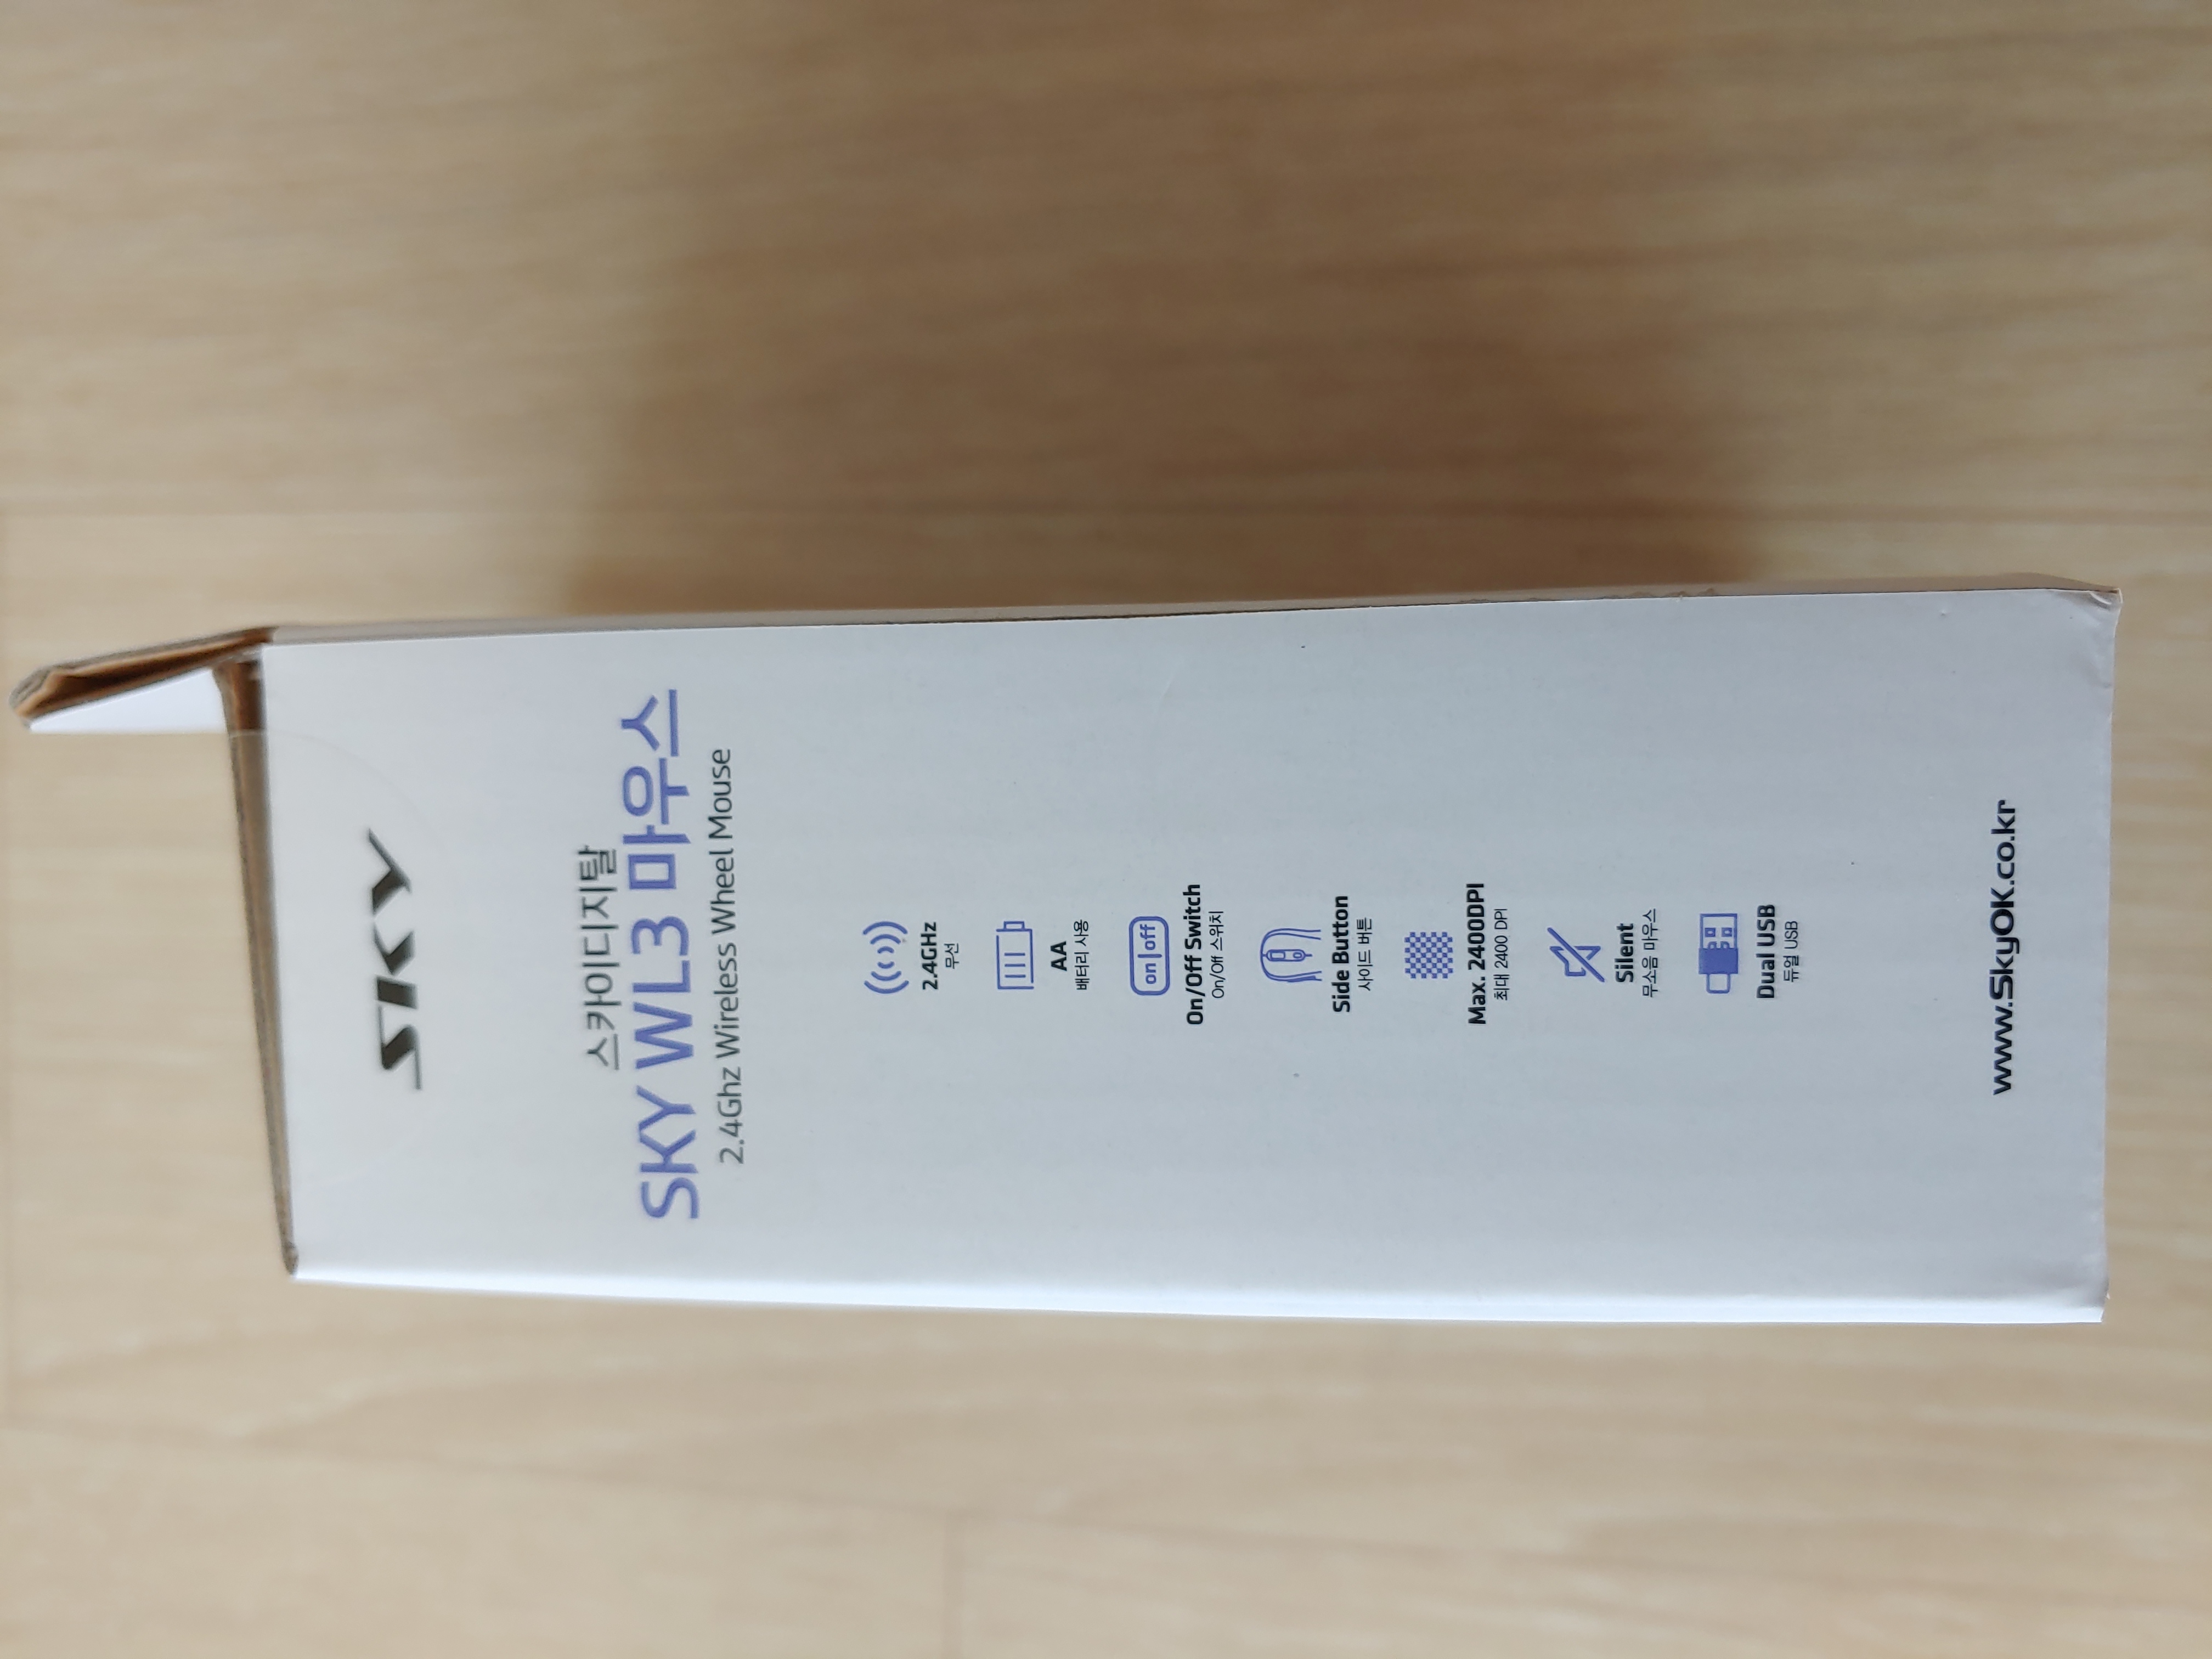 SKY
스카이디지탈
SKY WL3 마우스
2.4Ghz Wireless Wheel Mouse
2.4GHz
무선
AA
배터리 사용
on|off
On/Off Switch
On/Off 스위치
Side Button
사이드 버튼
Max. 2400DPI
최대 2400 DPI
Silent
무소음 마우스
Dual USB
듀얼 USB
www.SkyOK.co.kr